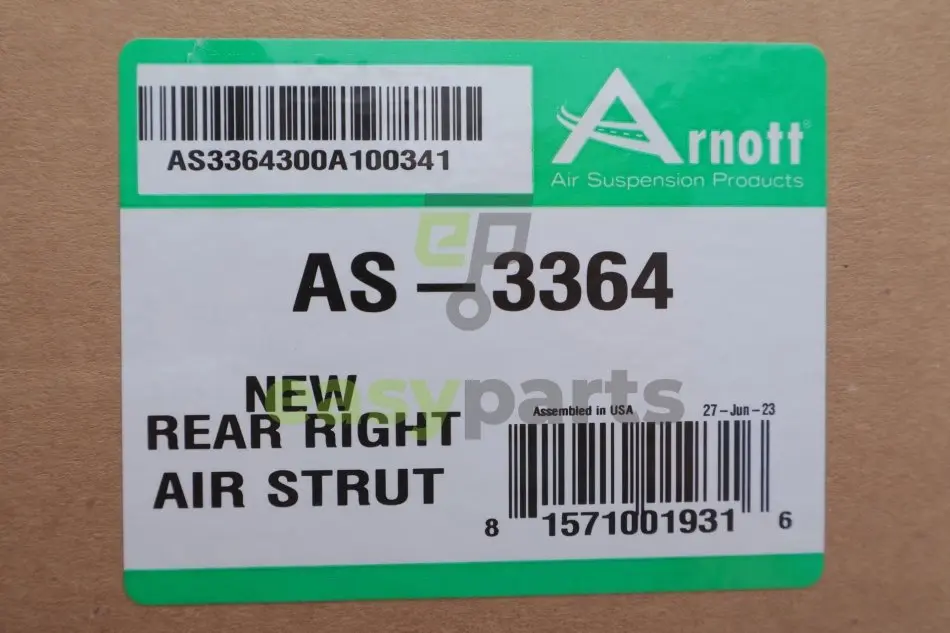 AS3364300A100341
Arnott®
Air Suspension Products
AS-3364
NEW
REAR RIGHT
AIR STRUT
easyparts
Assembled in USA 27-Jun-23
8 1571001931 6